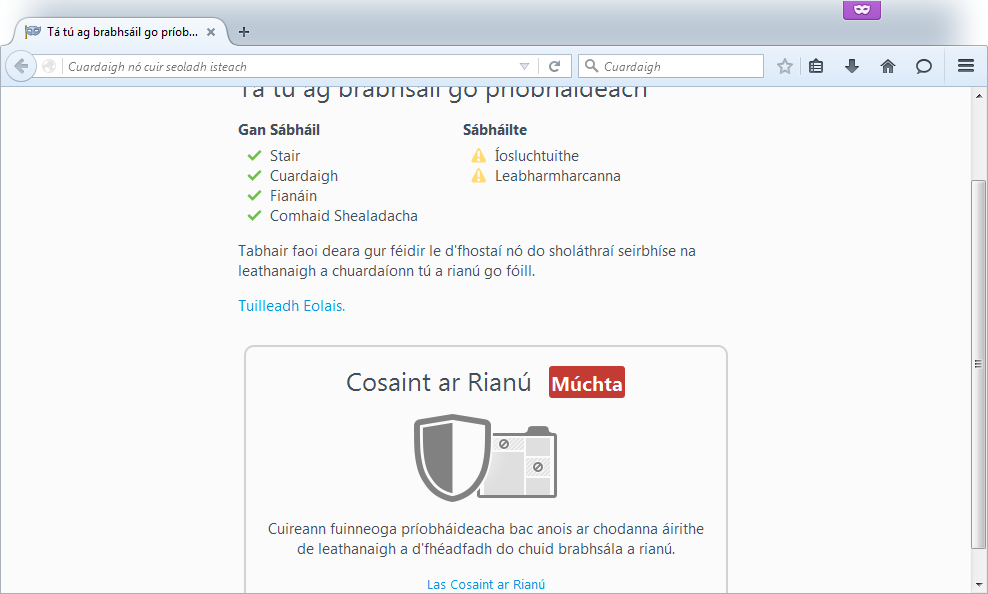 Tá tú ag brabhsáil go príob...
Cuardaigh nó cuir seoladh isteach
Cuardaigh
Tá tú ag brabhsáil go príobháideach
Gan Sábháil
Stair
Cuardaigh
Fianáin
Comhaid Shealadacha
Sábháilte
Íosluchtuithe
Leabharmharcanna
Tabhair faoi deara gur féidir le d'fhostaí nó do sholáthraí seirbhíse na
leathanaigh a chuardaíonn tú a rianú go fóill.
Tuilleadh Eolais.
Cosaint ar Rianú Múchta
Cuireann fuinneoga príobháideacha bac anois ar chodanna áirithe
de leathanaigh a d'fhéadfadh do chuid brabhsála a rianú.
Las Cosaint ar Rianú